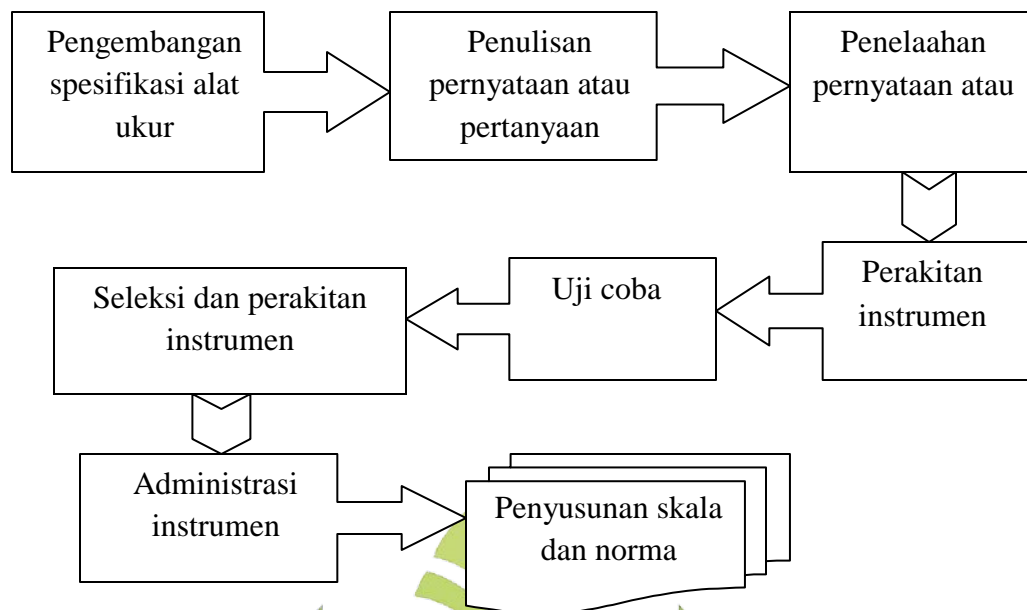 Pengembangan
spesifikasi alat
ukur
Penulisan
pernyataan atau
pertanyaan
Penelaahan
pernyataan atau
Perakitan
instrumen
Uji coba
Seleksi dan perakitan
instrumen
Administrasi
instrumen
Penyusunan skala
dan norma